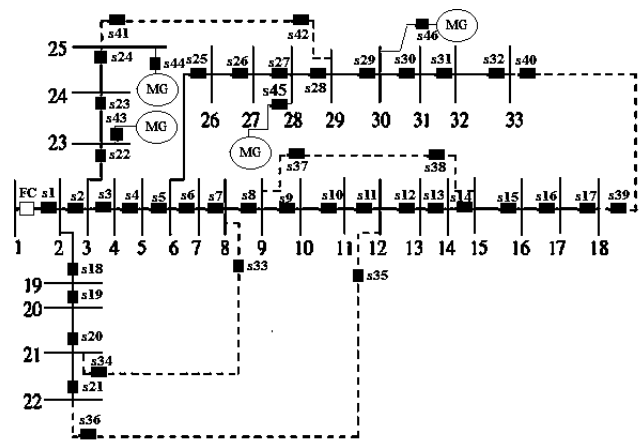 s41 s42 s46 MG
25 s24 s44 s25 s26 s27 s29 s30 s31 s32 s40
MG s45 s28
24 s23 26 27 28 29 30 31 32 33
s43 MG
23 s22 MG s37 s38
FC s1 s2 s3 s4 s5 s6 s7 s8 s9 s10 s11 s12 s13 s14 s15 s16 s17 s39
1 2 3 4 5 6 7 8 9 10 11 12 13 14 15 16 17 18
s18 s33 s35
19 s19
20
s20
21 s34
s21
22
s36